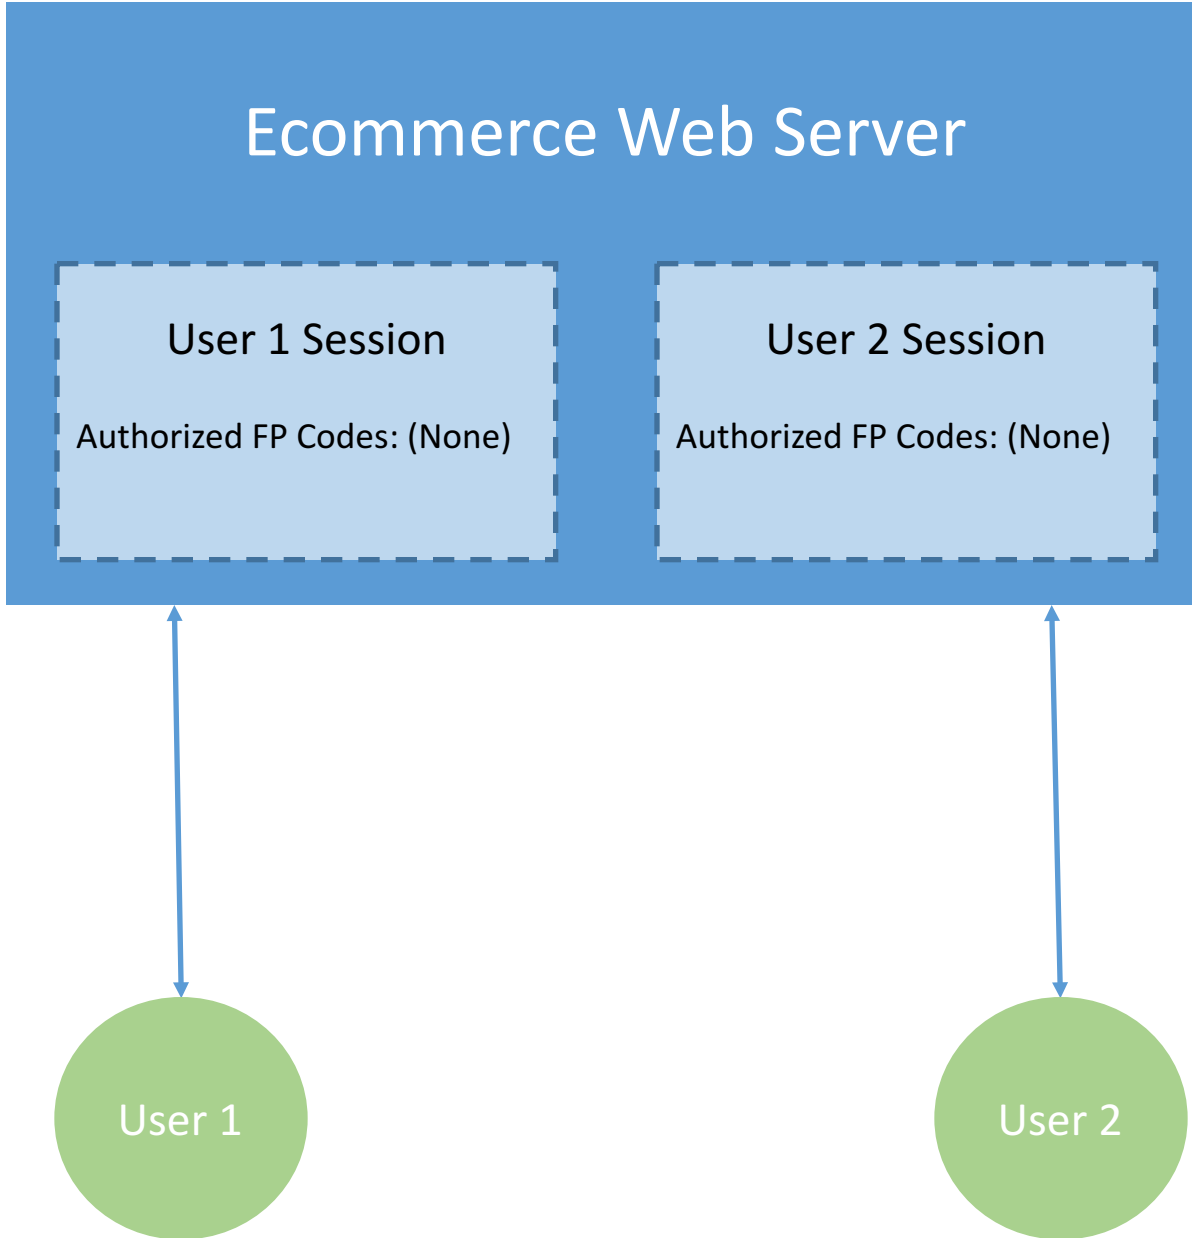 Ecommerce Web Server
User 1 Session
Authorized FP Codes: (None)
User 2 Session
Authorized FP Codes: (None)
User 1
User 2